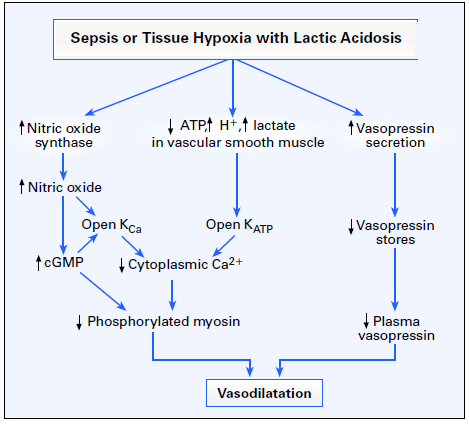 Sepsis or Tissue Hypoxia with Lactic Acidosis
↑ Nitric oxide
synthase
↓ ATP,↑ H⁺,↑ lactate
in vascular smooth muscle
↑ Vasopressin
secretion
↑ Nitric oxide
Open K_Ca
Open K_ATP
↓ Vasopressin
stores
↑ cGMP
↓ Cytoplasmic Ca²⁺
↓ Phosphorylated myosin
↓ Plasma
vasopressin
Vasodilatation